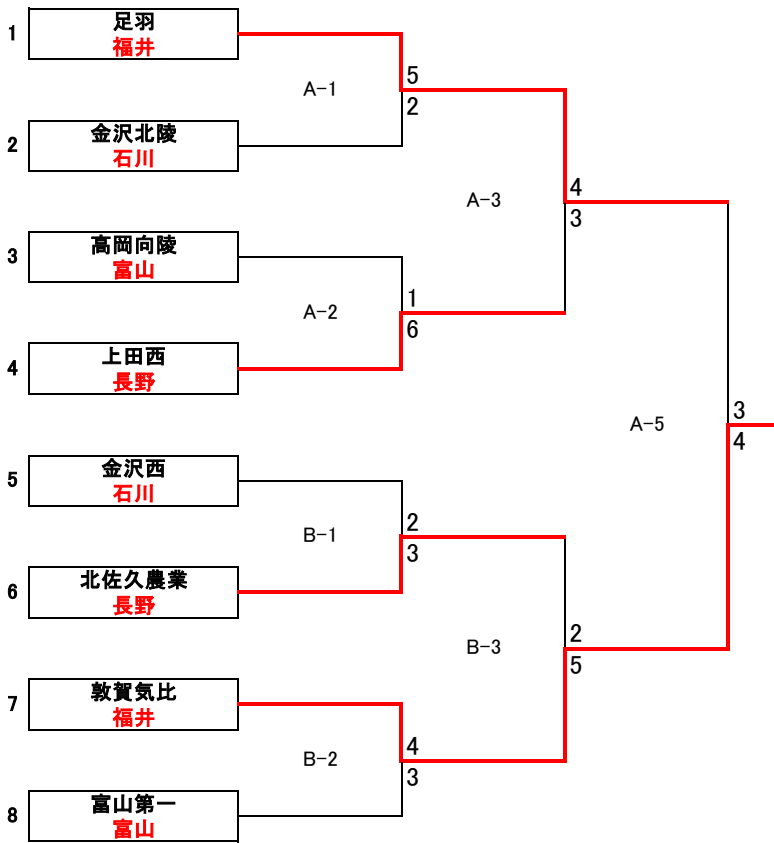 1
足羽
福井
A-1
5
2
2
金沢北陵
石川
A-3
4
3
3
高岡向陵
富山
A-2
1
6
4
上田西
長野
A-5
3
4
5
金沢西
石川
B-1
2
3
6
北佐久農業
長野
B-3
2
5
7
敦賀気比
福井
B-2
4
3
8
富山第一
富山